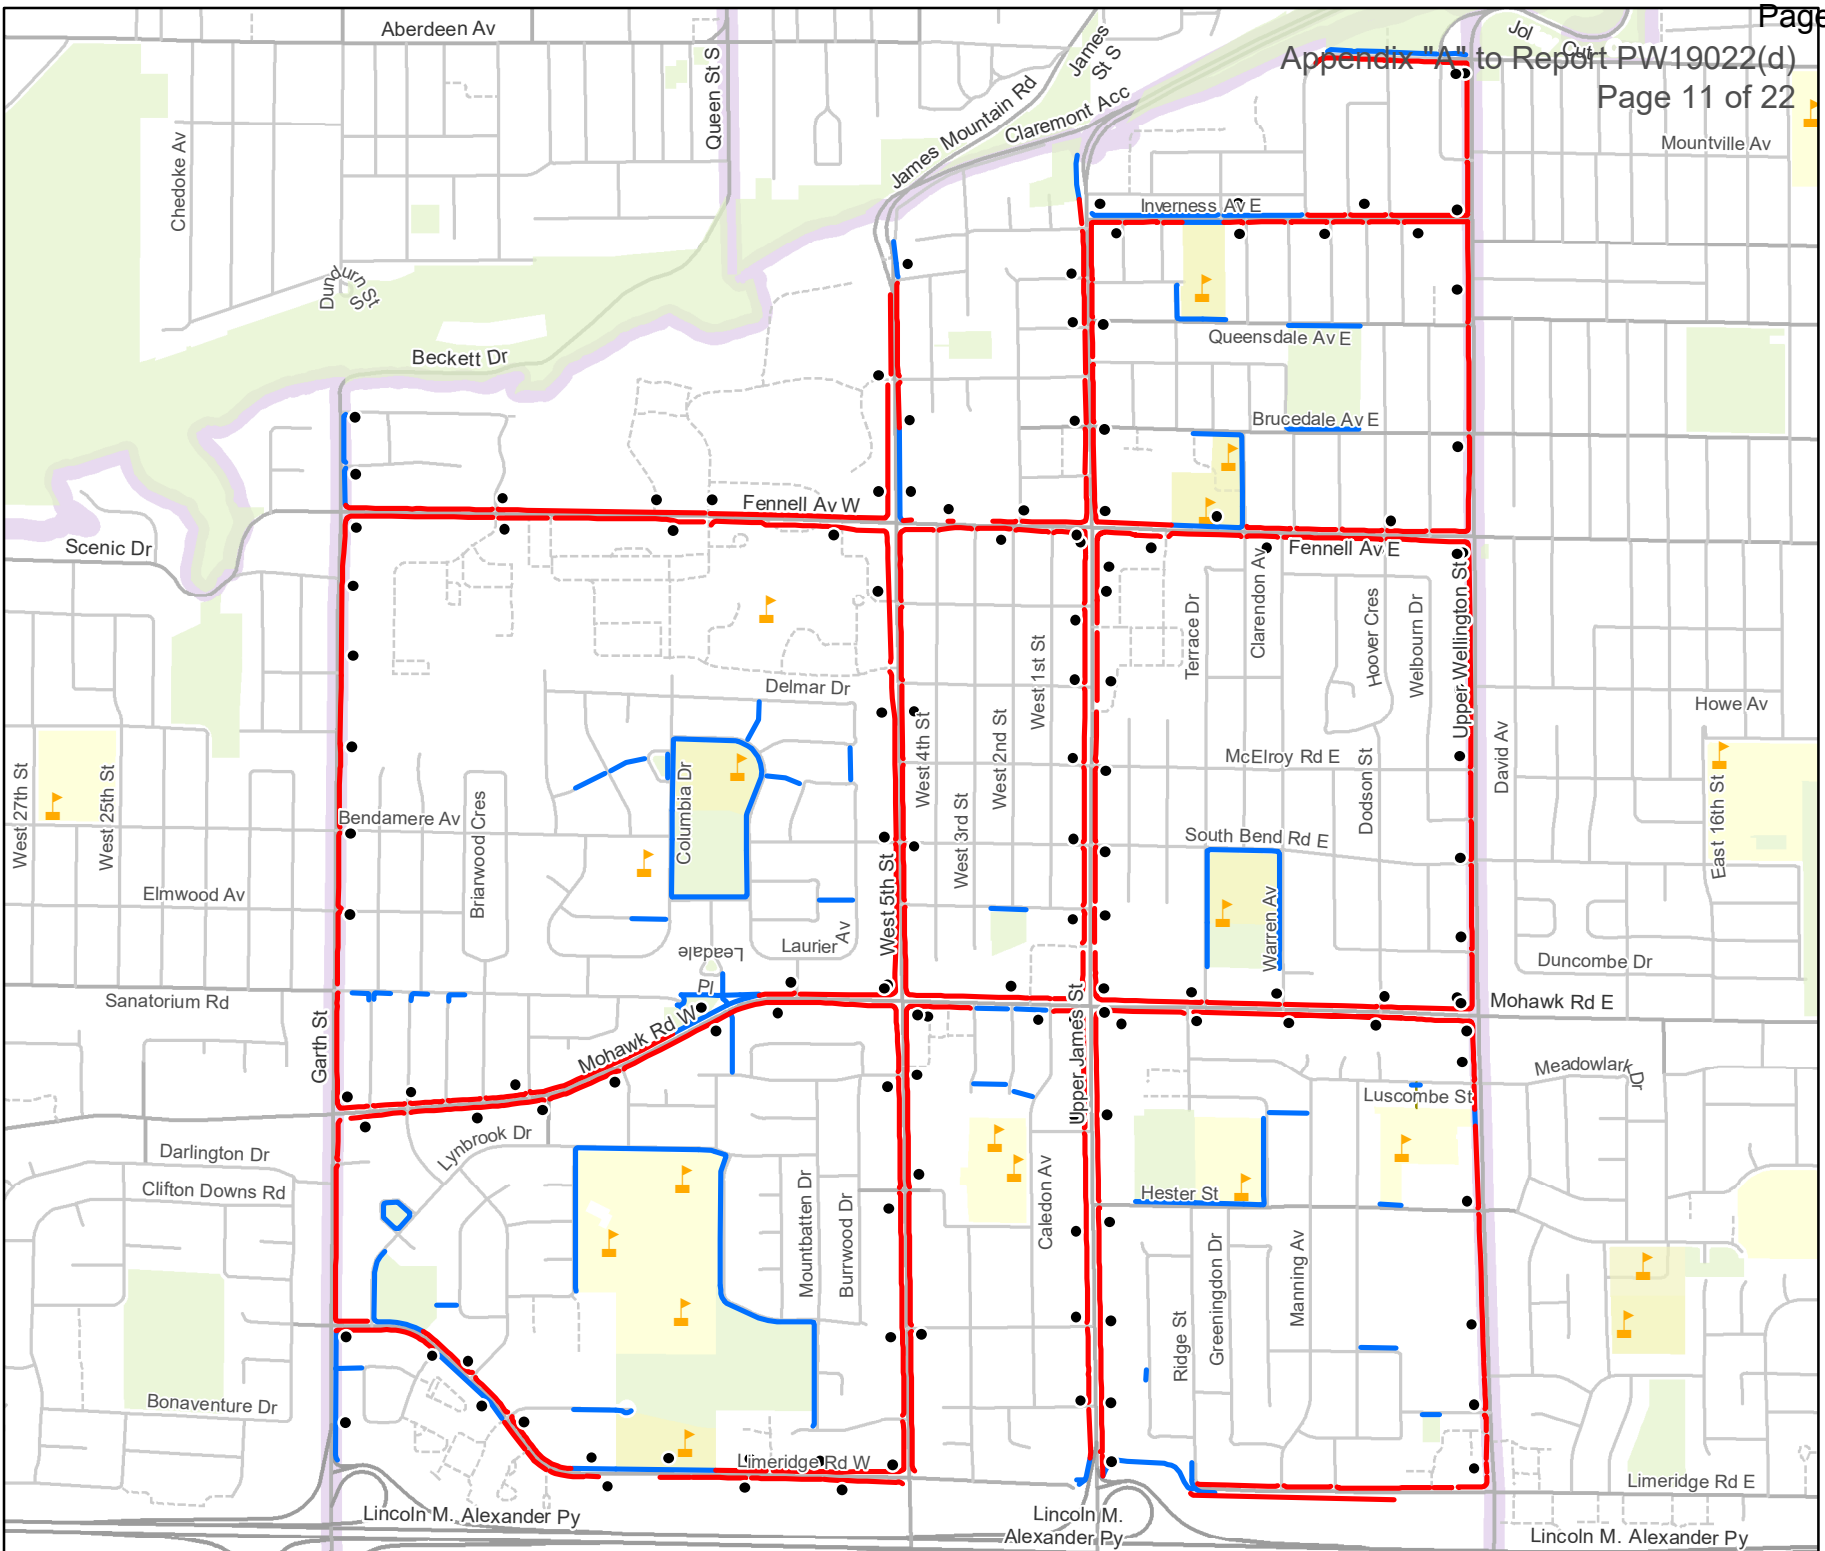 Page
Appendix "A" to Report PW19022(d)
Page 11 of 22
Aberdeen Av
Queen St S
James
St S
Jol
Cut
James Mountain Rd
Claremont Acc
Mountville Av
Chedoke Av
Inverness Av E
Dundurn St
S
Queensdale Av E
Beckett Dr
Brucedale Av E
Fennell Av W
Scenic Dr
Fennell Av E
Clarendon Av
Terrace Dr
Hoover Cres
Welbourn Dr
Upper Wellington St
West 1st St
Delmar Dr
West 4th St
West 2nd St
Howe Av
David Av
McElroy Rd E
Dodson St
West 27th St
West 25th St
Columbia Dr
Bendamere Av
Briarwood Cres
West 3rd St
South Bend Rd E
East 16th St
Elmwood Av
West 5th St
Warren Av
Laurier Av
Leadale
Pl
Duncombe Dr
Sanatorium Rd
Mohawk Rd E
Garth St
Mohawk Rd W
Upper James St
Meadowlark Dr
Luscombe St
Lynbrook Dr
Darlington Dr
Clifton Downs Rd
Mountbatten Dr
Burrwood Dr
Caledon Av
Hester St
Greeningdon Dr
Manning Av
Ridge St
Bonaventure Dr
Limeridge Rd W
Limeridge Rd E
Lincoln M. Alexander Py
Lincoln M.
Alexander Py
Lincoln M. Alexander Py